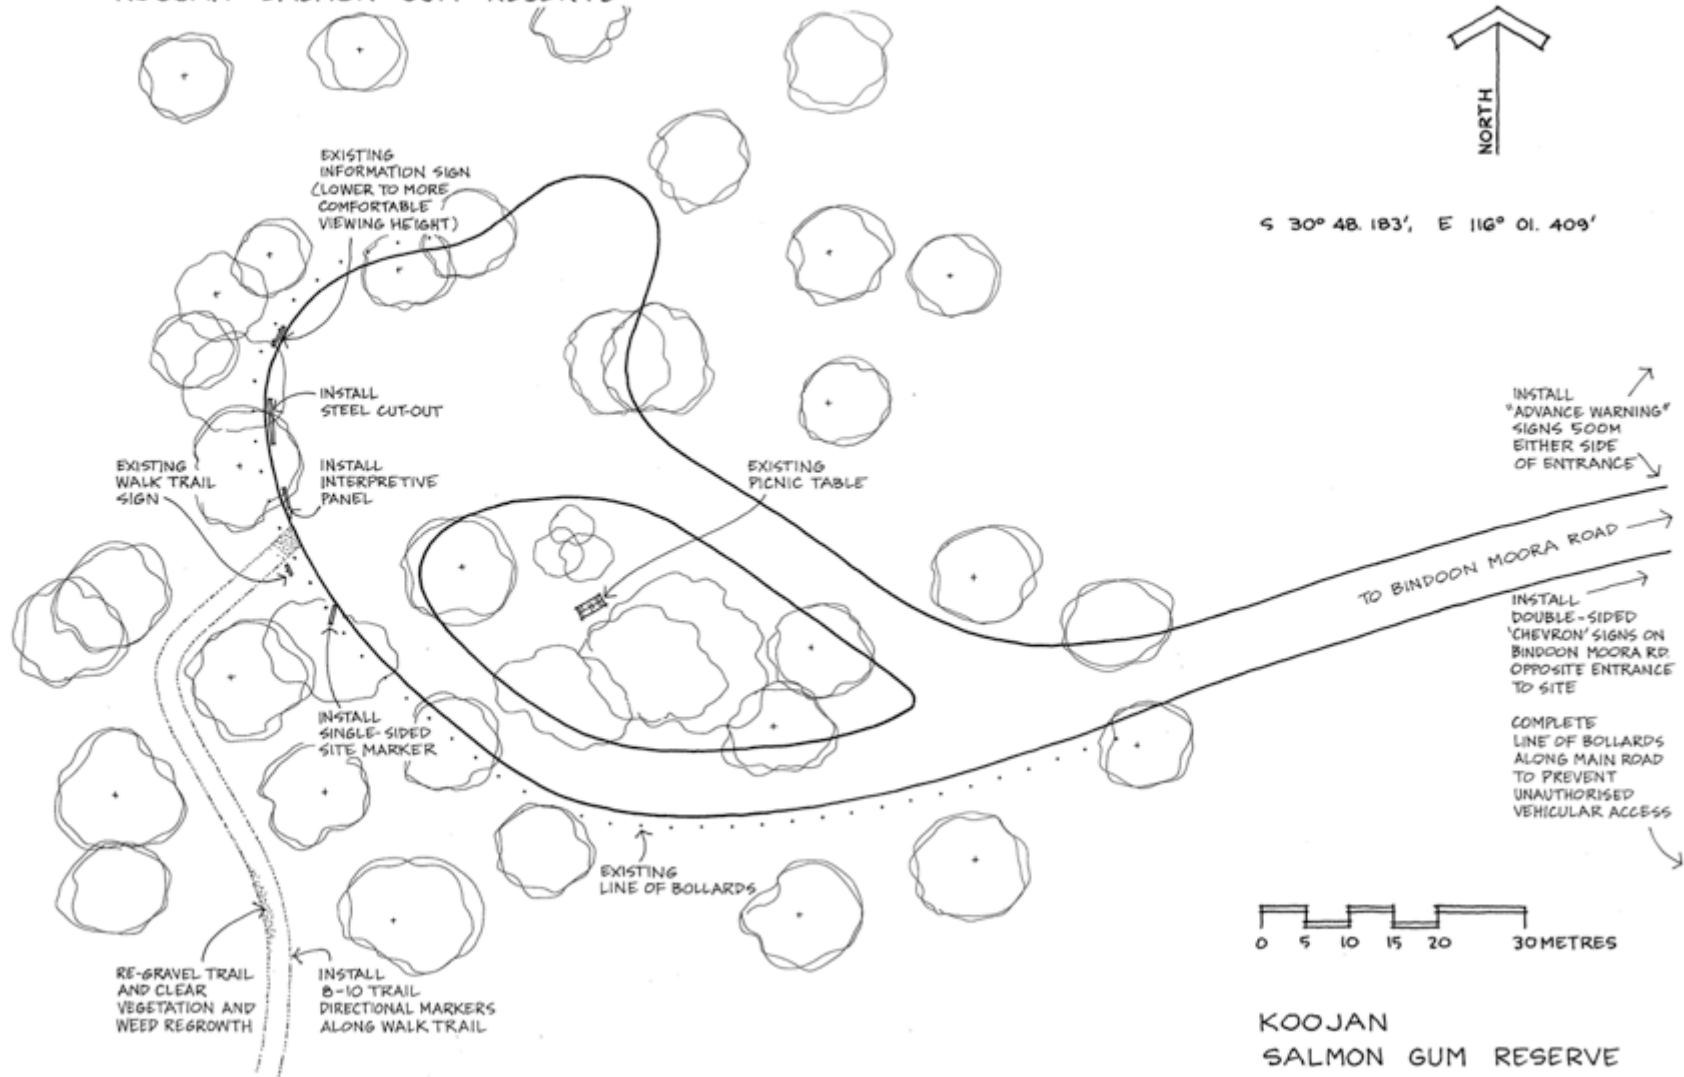 KOOJAN SALMON GUM RESERVE
NORTH
EXISTING
INFORMATION SIGN
(LOWER TO MORE
COMFORTABLE
VIEWING HEIGHT)
S 30° 48. 183', E 116° 01. 409'
INSTALL
STEEL CUT-OUT
INSTALL
"ADVANCE WARNING"
SIGNS 500M
EITHER SIDE
OF ENTRANCE
EXISTING
WALK TRAIL
SIGN
INSTALL
INTERPRETIVE
PANEL
EXISTING
PICNIC TABLE
TO BINDOON MOORA ROAD
INSTALL
DOUBLE-SIDED
'CHEVRON' SIGNS ON
BINDOON MOORA RD.
OPPOSITE ENTRANCE
TO SITE
INSTALL
SINGLE-SIDED
SITE MARKER
COMPLETE
LINE OF BOLLARDS
ALONG MAIN ROAD
TO PREVENT
UNAUTHORISED
VEHICULAR ACCESS
EXISTING
LINE OF BOLLARDS
0 5 10 15 20 30 METRES
RE-GRAVEL TRAIL
AND CLEAR
VEGETATION AND
WEED REGROWTH
INSTALL
8-10 TRAIL
DIRECTIONAL MARKERS
ALONG WALK TRAIL
KOOJAN
SALMON GUM RESERVE